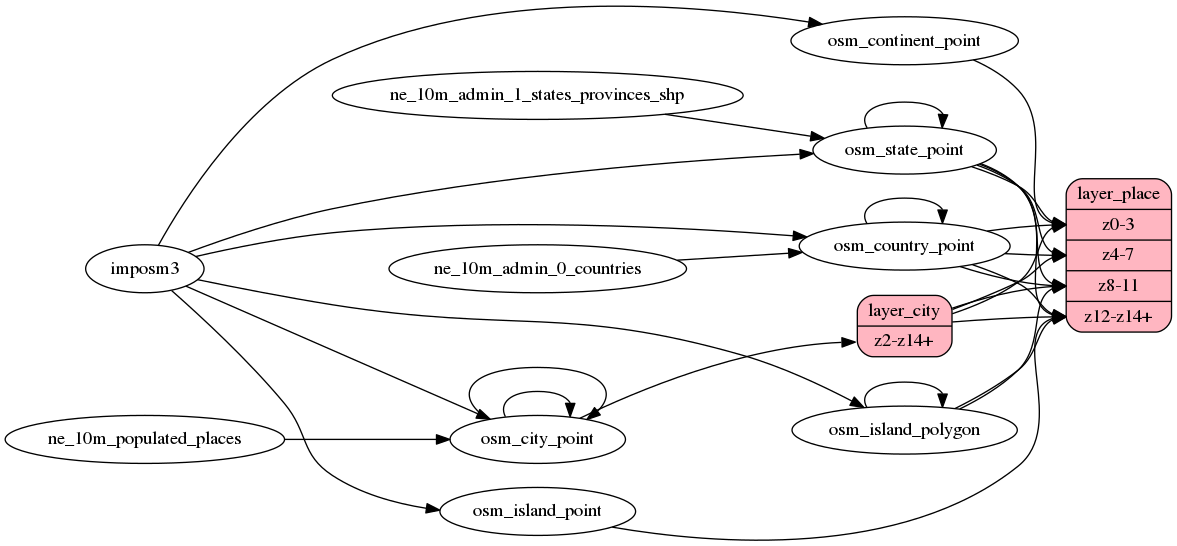 osm_continent_point
ne_10m_admin_1_states_provinces_shp
osm_state_point
layer_place
z0-3
z4-7
z8-11
z12-z14+
osm_country_point
imposm3
ne_10m_admin_0_countries
layer_city
z2-z14+
osm_island_polygon
ne_10m_populated_places
osm_city_point
osm_island_point